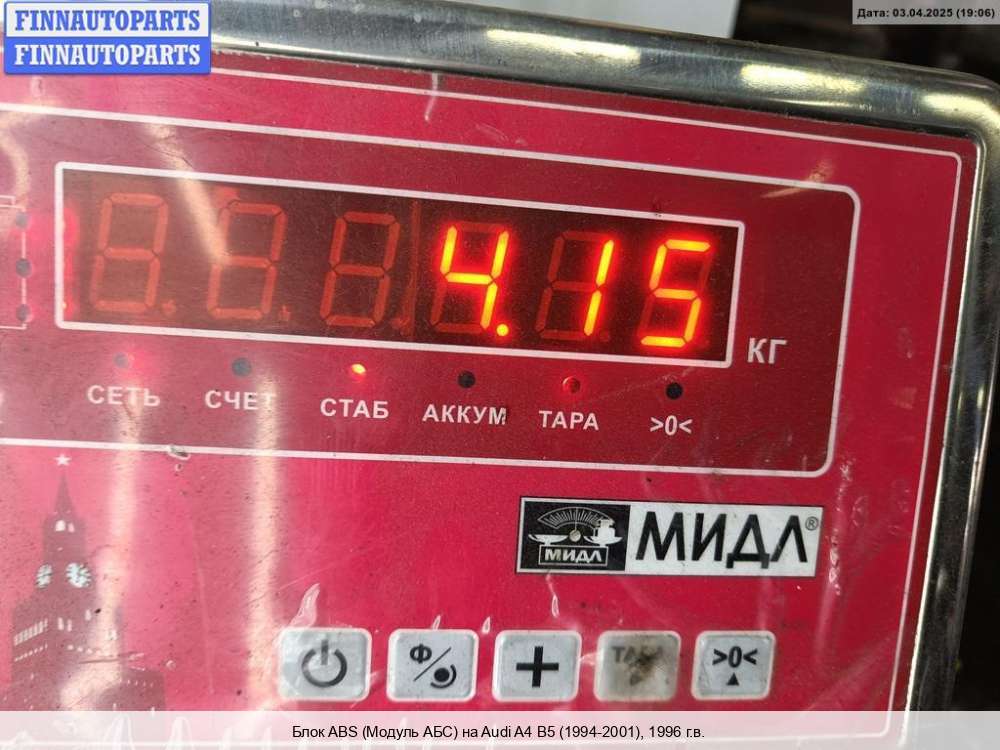 FINNAUTOPARTS
FINNAUTOPARTS
Дата: 03.04.2025 (19:06)
4.15
КГ
СЕТЬ СЧЕТ СТАБ АККУМ ТАРА >0<
МИДЛ МИДЛ®
Ф + >0<
Блок ABS (Модуль АБС) на Audi A4 B5 (1994-2001), 1996 г.в.